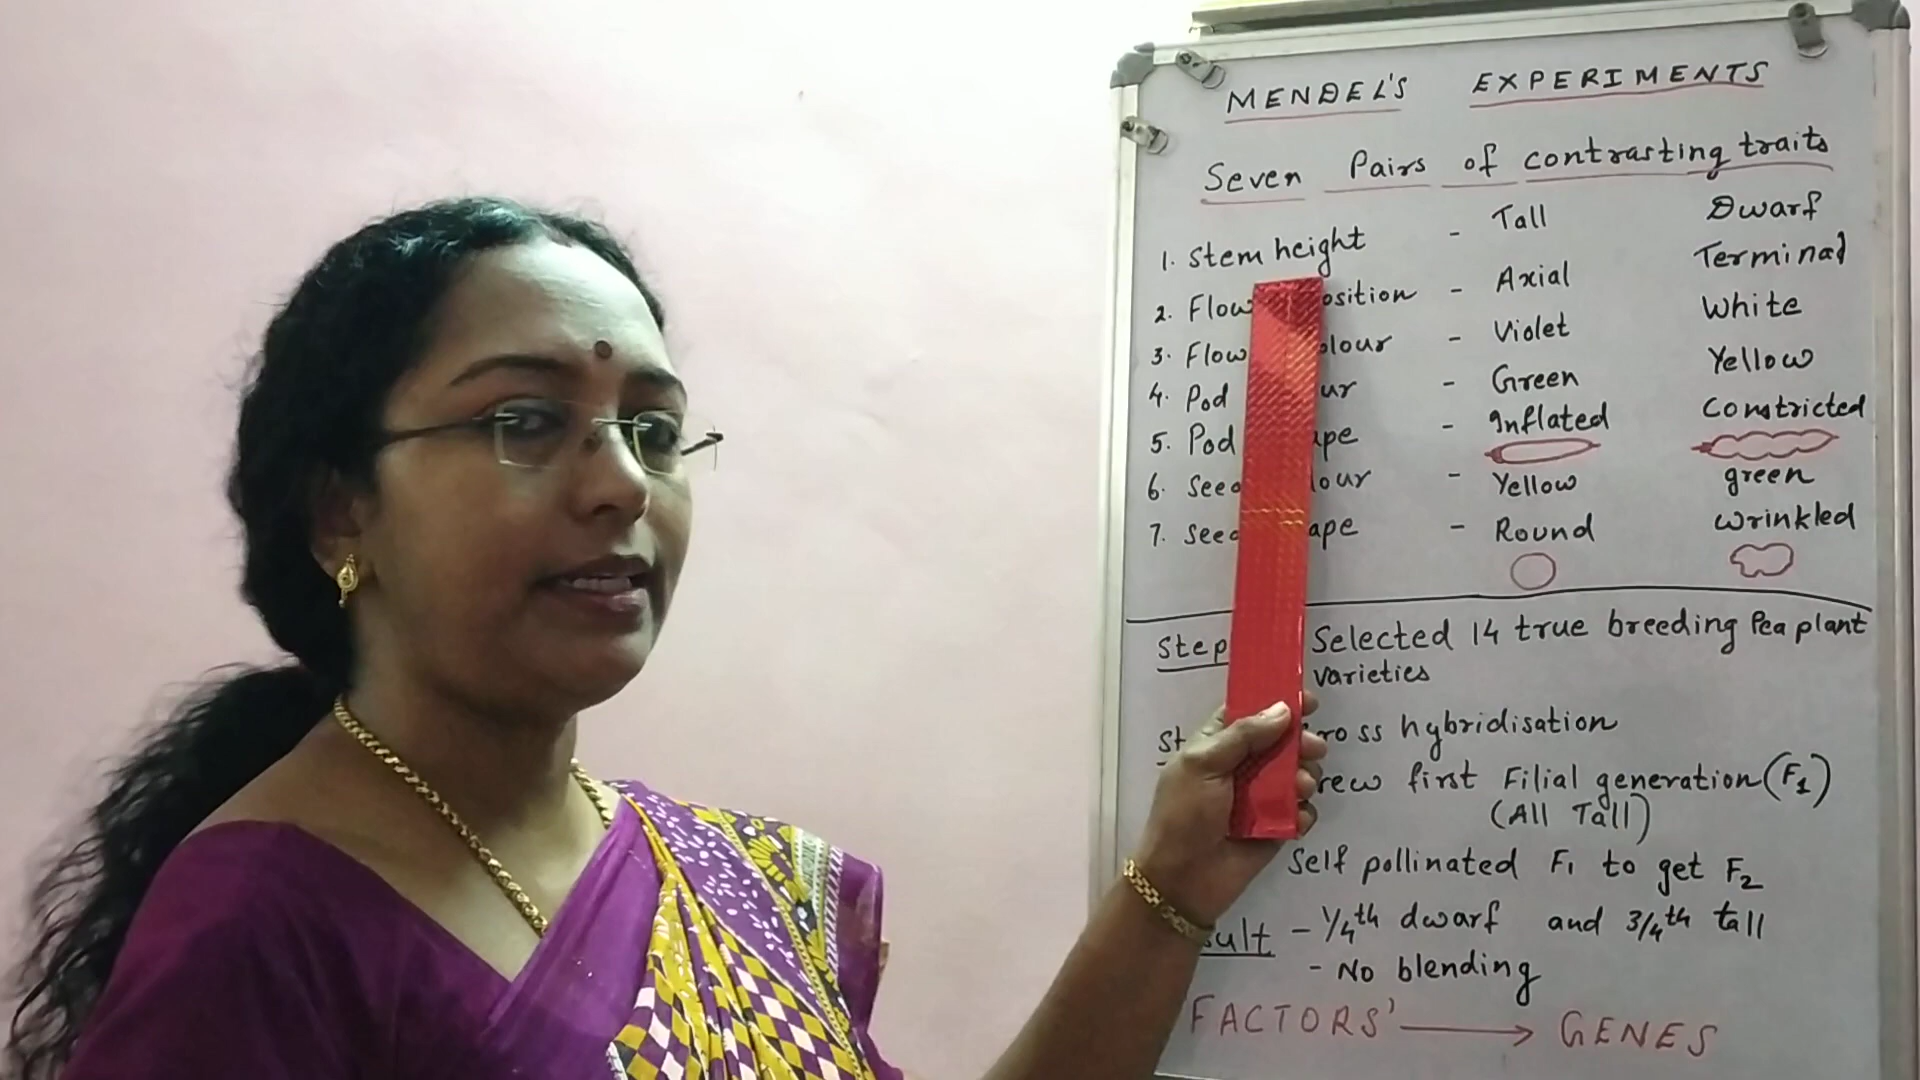 MENDEL'S EXPERIMENTS
Seven Pairs of contrasting traits
1. Stem height - Tall Dwarf
2. Flow osition - Axial Terminal
3. Flow olour - Violet White
4. Pod ur - Green Yellow
5. Pod ape - Inflated Constricted
6. Seed lour - Yellow green
7. Seed ape - Round wrinkled
Step Selected 14 true breeding Pea plant
varieties
St ross hybridisation
rew first Filial generation (F1)
(All Tall)
Self pollinated F1 to get F2
sult - 1/4th dwarf and 3/4th tall
- No blending
FACTORS' → GENES